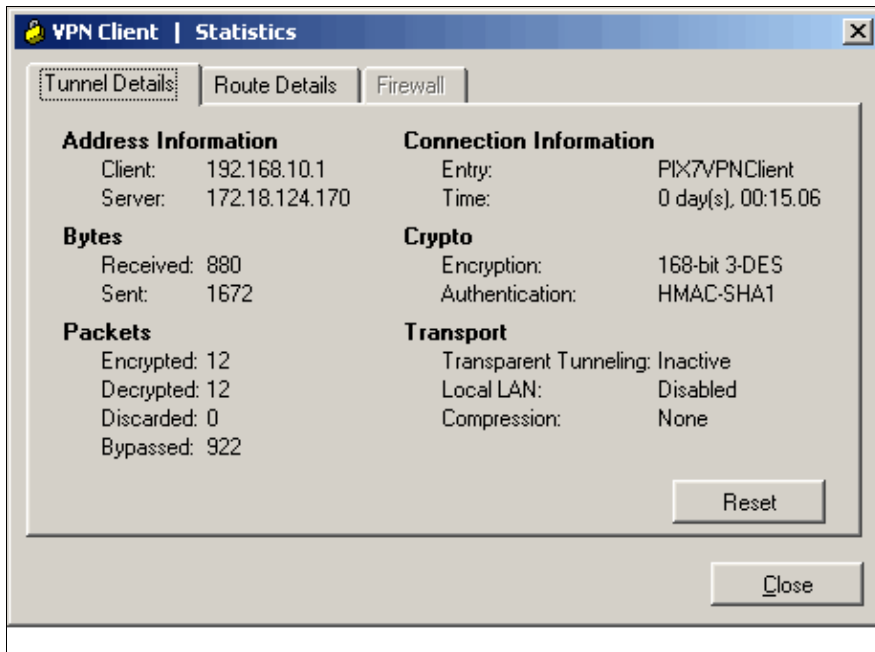 VPN Client | Statistics
Tunnel Details
Route Details
Firewall
Address Information
Client: 192.168.10.1
Server: 172.18.124.170
Bytes
Received: 880
Sent: 1672
Packets
Encrypted: 12
Decrypted: 12
Discarded: 0
Bypassed: 922
Connection Information
Entry: PIX7VPNClient
Time: 0 day(s), 00:15.06
Crypto
Encryption: 168-bit 3-DES
Authentication: HMAC-SHA1
Transport
Transparent Tunneling: Inactive
Local LAN: Disabled
Compression: None
Reset
Close